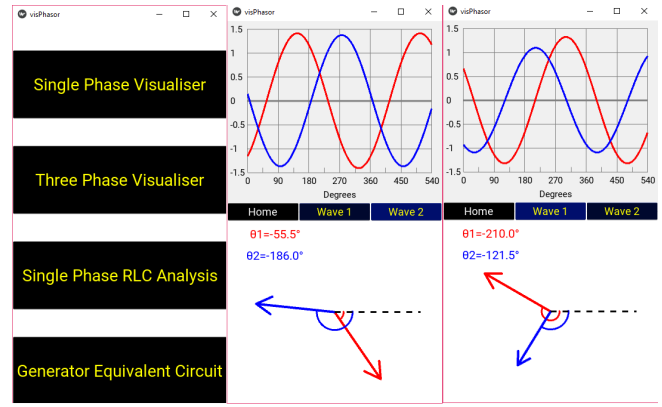 visPhasor
Single Phase Visualiser
Three Phase Visualiser
Single Phase RLC Analysis
Generator Equivalent Circuit
visPhasor
1.5
1
0.5
0
-0.5
-1
-1.5
0 90 180 270 360 450 540
Degrees
Home Wave 1 Wave 2
θ1=-55.5°
θ2=-186.0°
visPhasor
1.5
1
0.5
0
-0.5
-1
-1.5
0 90 180 270 360 450 540
Degrees
Home Wave 1 Wave 2
θ1=-210.0°
θ2=-121.5°